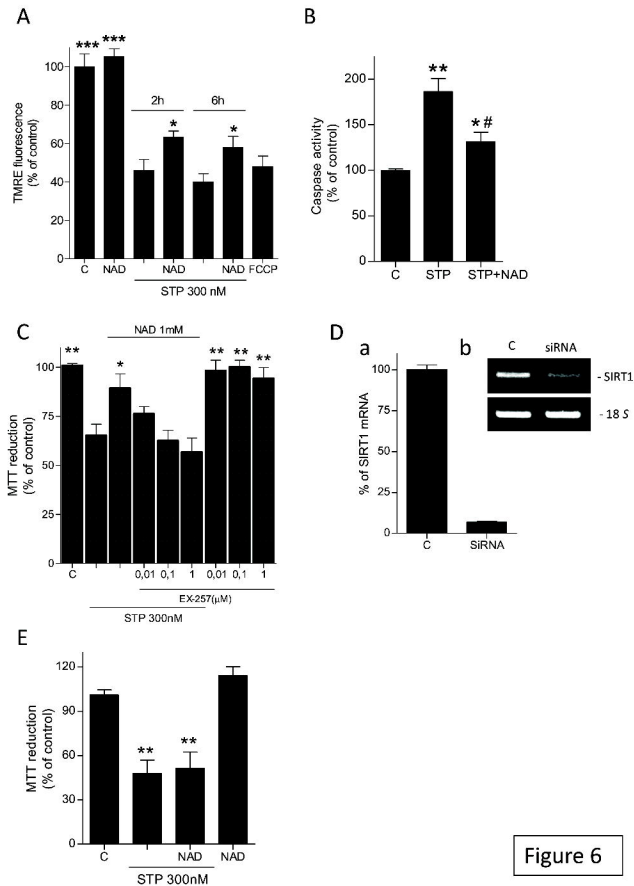 A
TMRE fluorescence
(% of control)
100
80
60
40
20
0
*** ***
2h
6h
*
*
C NAD - NAD - NAD FCCP
STP 300 nM
B
Caspase activity
(% of control)
200
150
100
50
0
**
* #
C STP STP+NAD
C
NAD 1mM
MTT reduction
(% of control)
100
75
50
25
0
** * ** ** **
C - - 0,01 0,1 1 0,01 0,1 1
EX-257(μM)
STP 300nM
D
a
% of SIRT1 mRNA
100
75
50
25
0
C SiRNA
b
C siRNA
- SIRT1
- 18 S
E
MTT reduction
(% of control)
120
90
60
30
0
** **
C - NAD NAD
STP 300nM
Figure 6